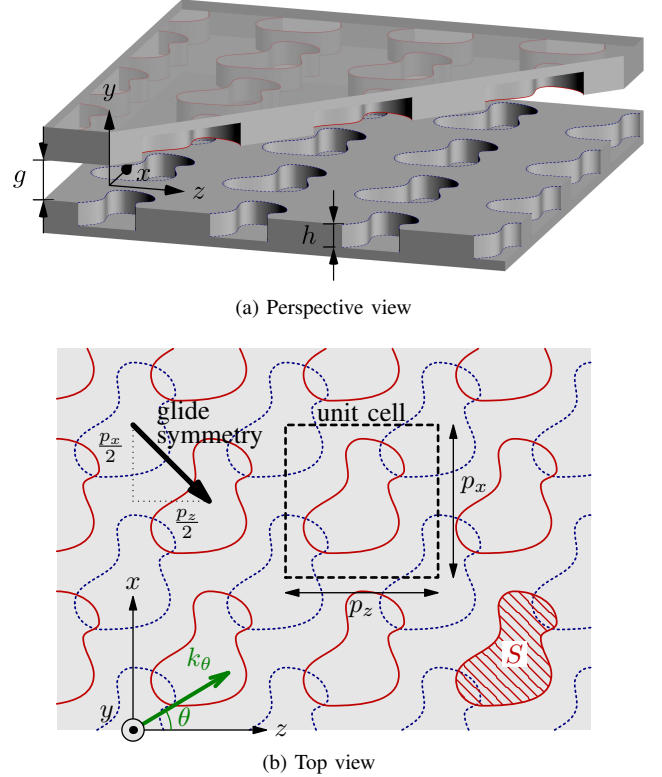 y
g
x
z
h
(a) Perspective view
glide
symmetry
unit cell
p_x/2
p_z/2
p_x
p_z
x
k_θ
S
y
θ
z
(b) Top view